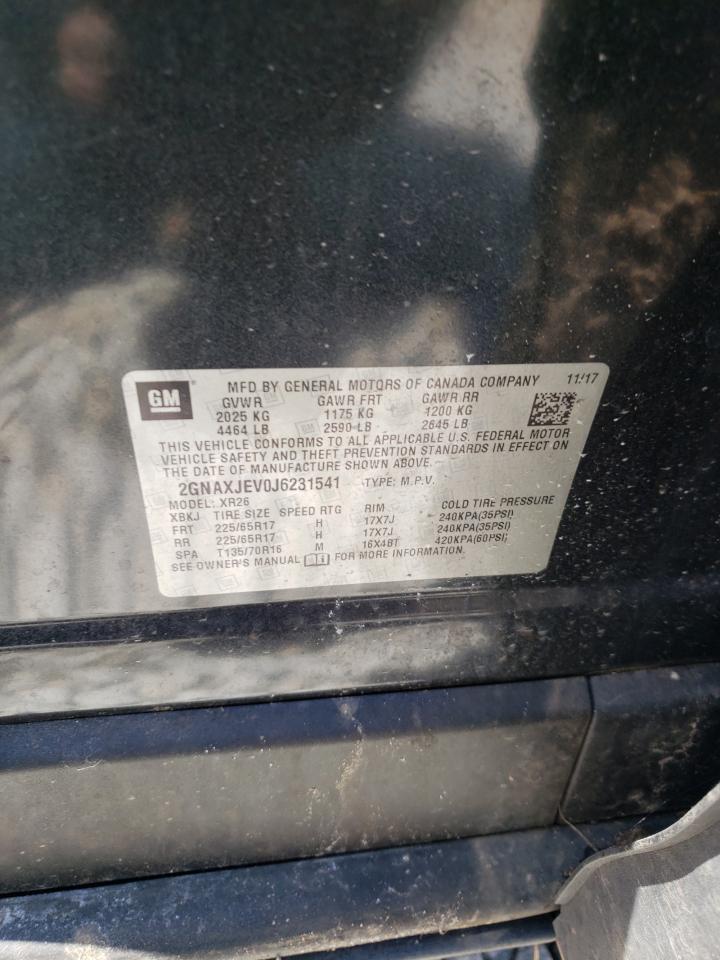 GM
MFD BY GENERAL MOTORS OF CANADA COMPANY 11/17
GVWR GAWR FRT GAWR RR
2025 KG 1175 KG 1200 KG
4464 LB 2590 LB 2645 LB
THIS VEHICLE CONFORMS TO ALL APPLICABLE U.S. FEDERAL MOTOR
VEHICLE SAFETY AND THEFT PREVENTION STANDARDS IN EFFECT ON
THE DATE OF MANUFACTURE SHOWN ABOVE.
2GNAXJEV0J6231541 TYPE: M.P.V.
MODEL: XR26
XBKJ TIRE SIZE SPEED RTG RIM COLD TIRE PRESSURE
FRT 225/65R17 H 17X7J 240KPA(35PSI)
RR 225/65R17 H 17X7J 240KPA(35PSI)
SPA T135/70R16 M 16X4BT 420KPA(60PSI)
SEE OWNER'S MANUAL FOR MORE INFORMATION.